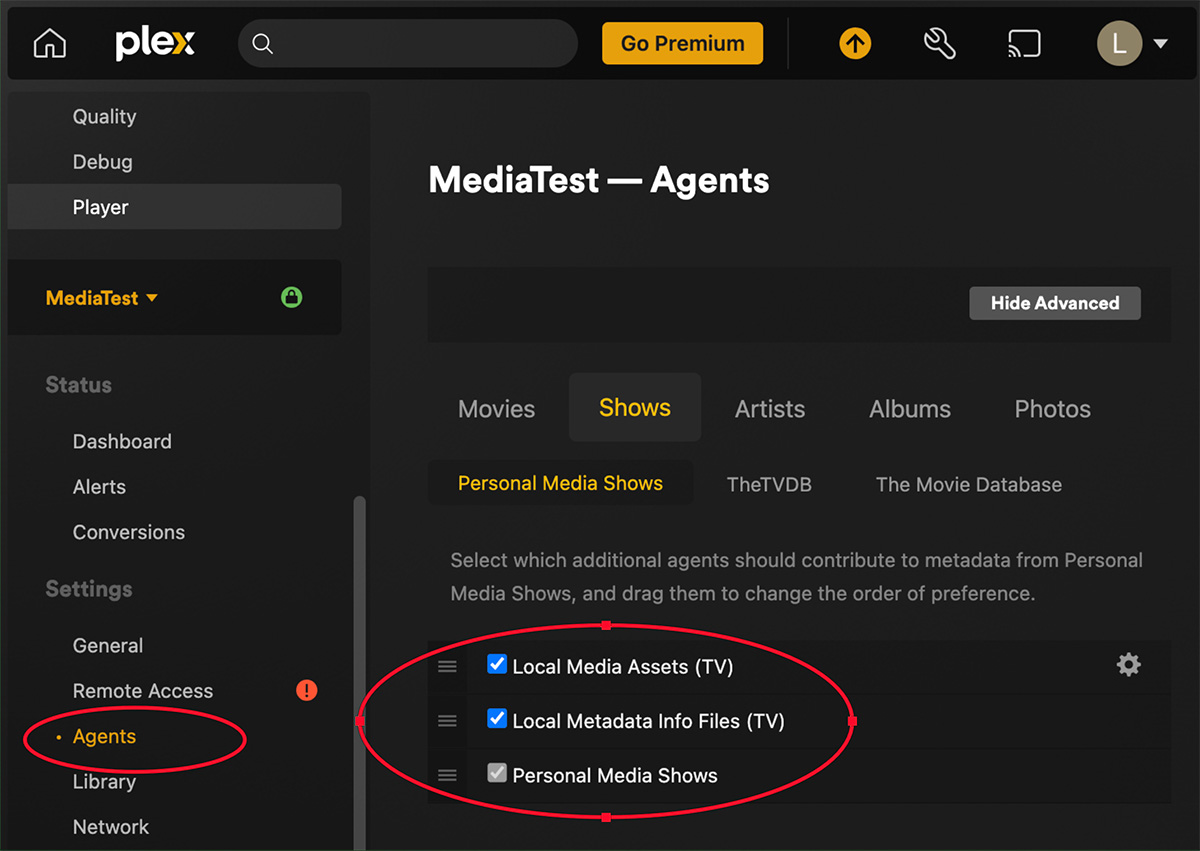 plex
Go Premium
L
Quality
Debug
Player
MediaTest
Status
Dashboard
Alerts
Conversions
Settings
General
Remote Access
!
Agents
Library
Network
MediaTest — Agents
Hide Advanced
Movies Shows Artists Albums Photos
Personal Media Shows TheTVDB The Movie Database
Select which additional agents should contribute to metadata from Personal
Media Shows, and drag them to change the order of preference.
Local Media Assets (TV)
Local Metadata Info Files (TV)
Personal Media Shows